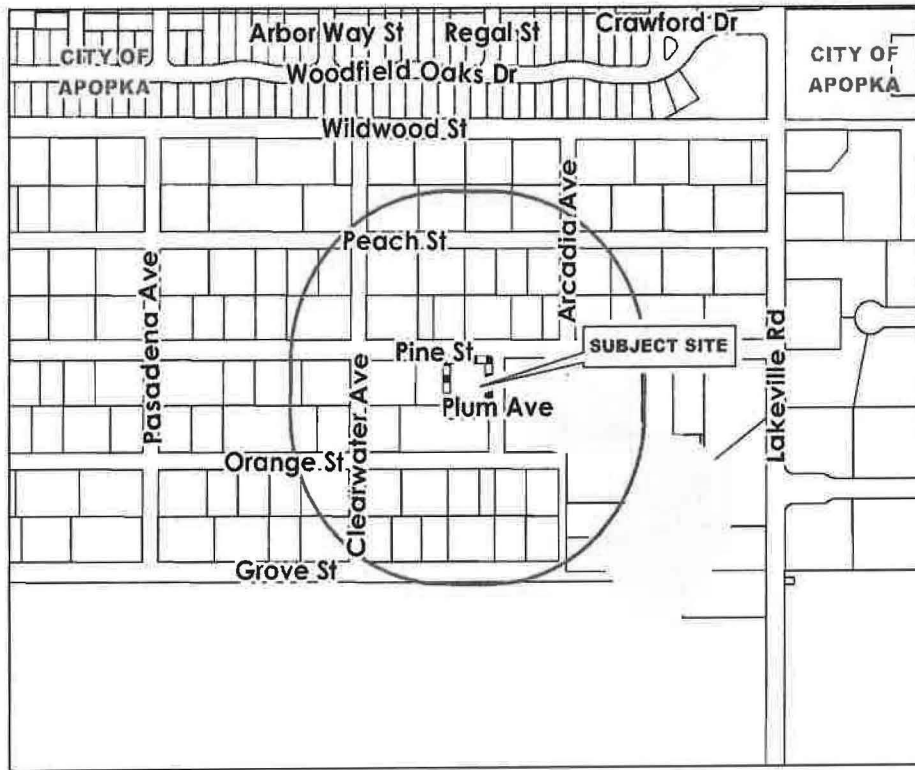 Arbor Way St
Regal St
Crawford Dr
CITY OF
APOPKA
CITY OF
APOPKA
Woodfield Oaks Dr
Wildwood St
Arcadia Ave
Peach St
Pasadena Ave
Pine St
SUBJECT SITE
Lakeville Rd
Clearwater Ave
Plum Ave
Orange St
Grove St